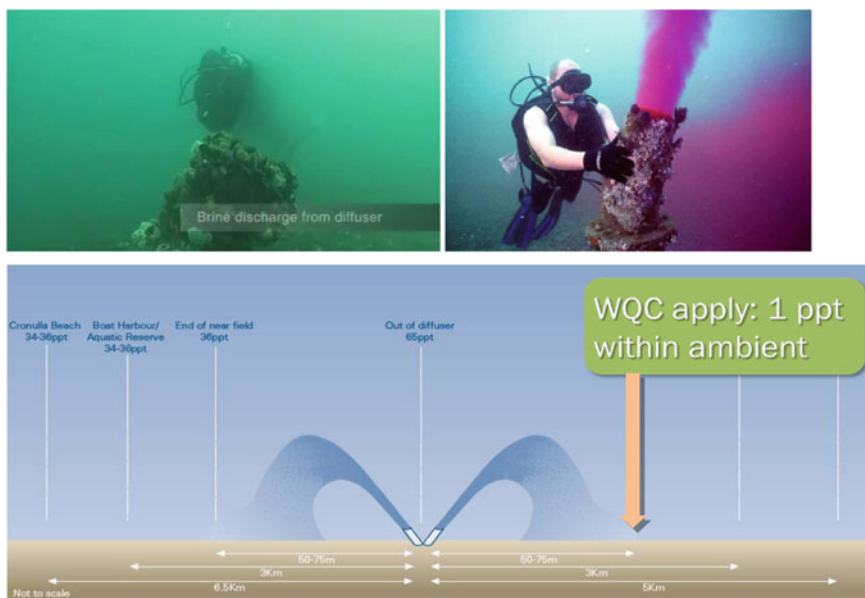 Brine discharge from diffuser
Cronulla Beach
34-36ppt
Boat Harbour/
Aquatic Reserve
34-36ppt
End of near field
36ppt
Out of diffuser
65ppt
WQC apply: 1 ppt
within ambient
50-75m
50-75m
3Km
3Km
6.5Km
5Km
Not to scale